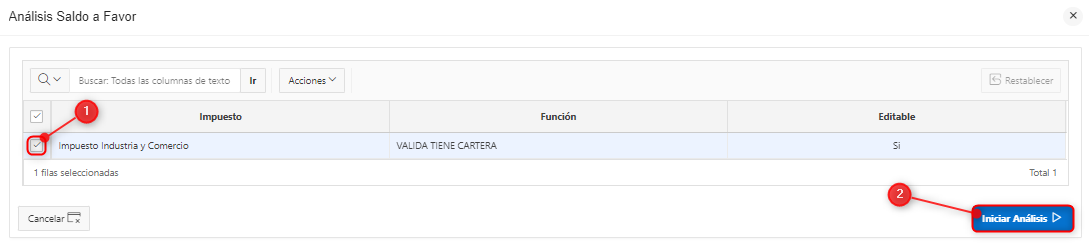 Análisis Saldo a Favor
Buscar: Todas las columnas de texto Ir Acciones Restablecer
1
Impuesto Función Editable
Impuesto Industria y Comercio VALIDA TIENE CARTERA Si
1 filas seleccionadas Total 1
2
Cancelar Iniciar Análisis